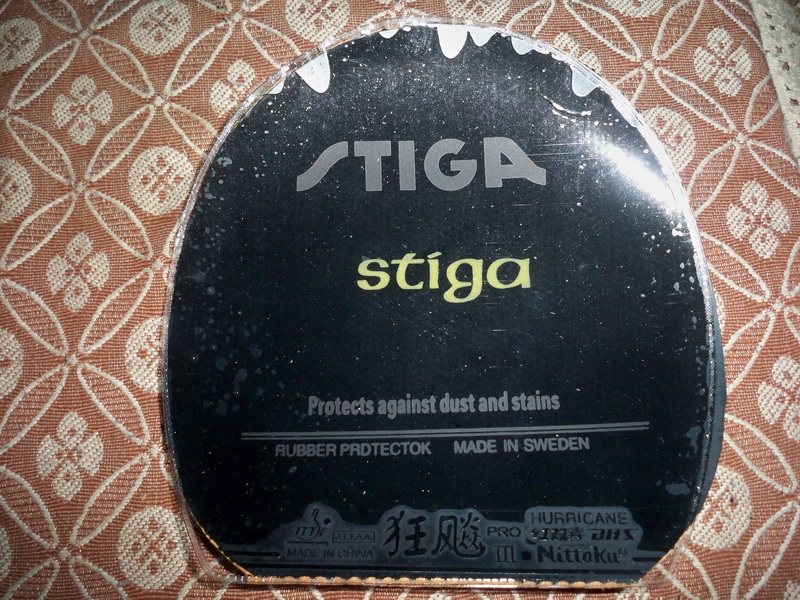 STIGA
stiga
Protects against dust and stains
RUBBER PRDTECTOK MADE IN SWEDEN
ITTF
MADE IN CHINA
狂飚
PRO
III
HURRICANE
DHS
Nittaku